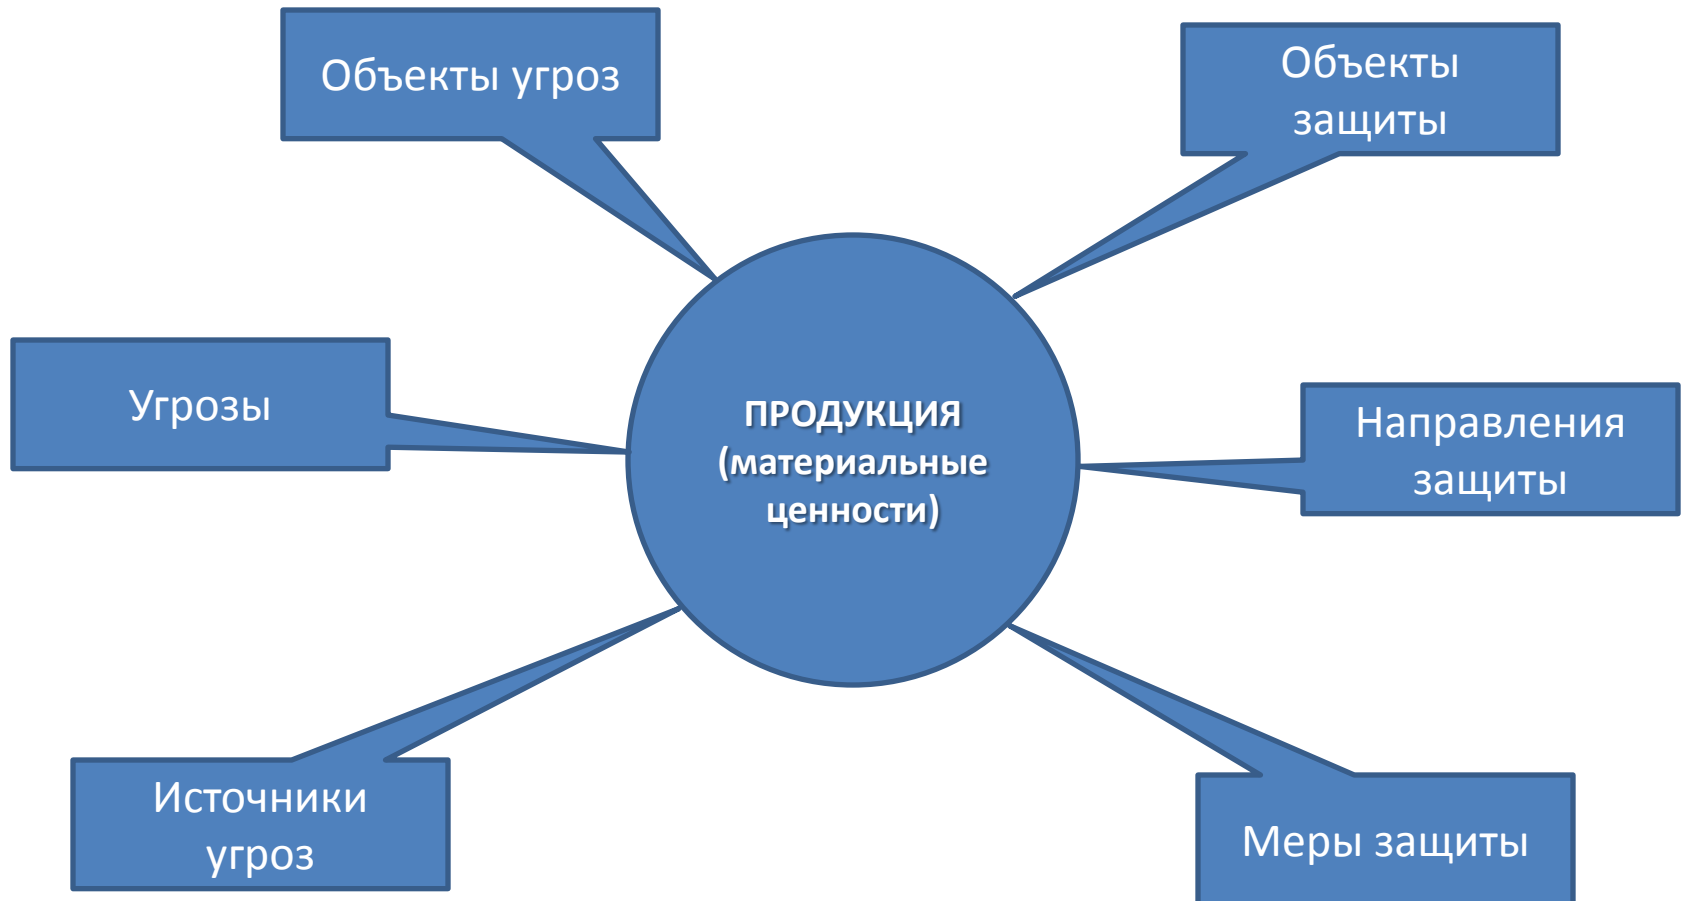 Объекты угроз
Объекты
защиты
Угрозы
ПРОДУКЦИЯ
(материальные
ценности)
Направления
защиты
Источники
угроз
Меры защиты